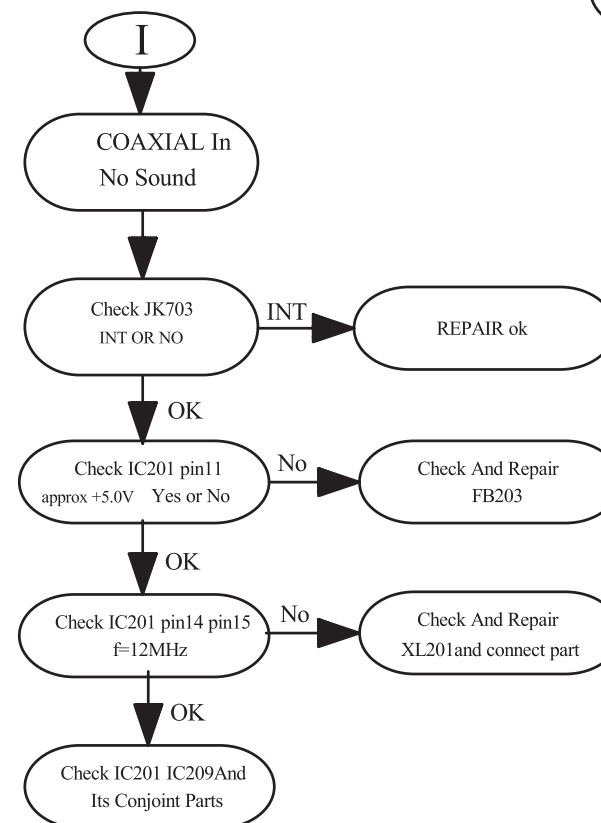 I
COAXIAL In
No Sound
Check JK703
INT OR NO
INT
REPAIR ok
OK
Check IC201 pin11
approx +5.0V Yes or No
No
Check And Repair
FB203
OK
Check IC201 pin14 pin15
f=12MHz
No
Check And Repair
XL201and connect part
OK
Check IC201 IC209And
Its Conjoint Parts